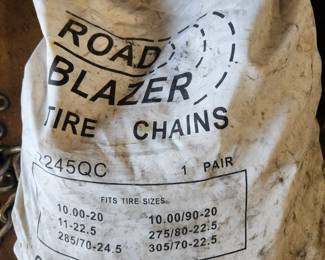 ROAD
BLAZER
TIRE CHAINS
2245QC 1 PAIR
FITS TIRE SIZES
10.00-20 10.00/90-20
11-22.5 275/80-22.5
285/70-24.5 305/70-22.5